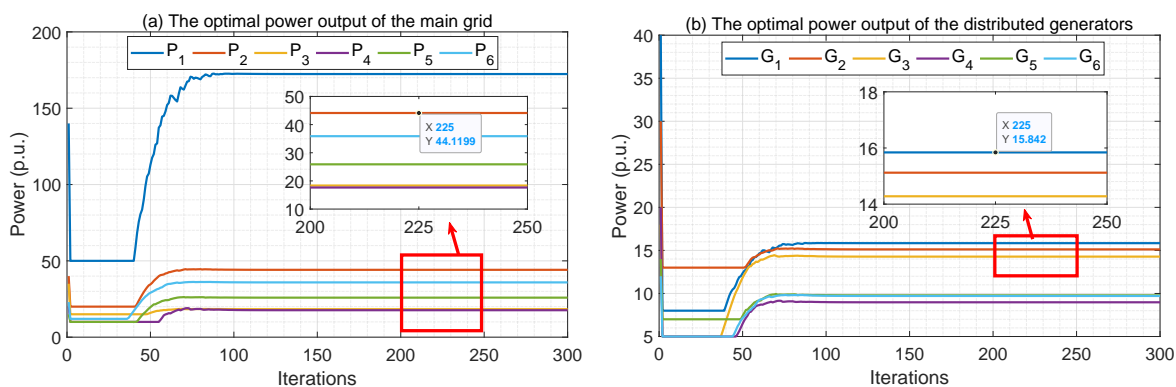 (a) The optimal power output of the main grid
P1 P2 P3 P4 P5 P6
Power (p.u.)
200
150
100
50
0
0 50 100 150 200 250 300
Iterations
50
40
30
20
10
200 225 250
X 225
Y 44.1199
(b) The optimal power output of the distributed generators
G1 G2 G3 G4 G5 G6
Power (p.u.)
40
35
30
25
20
15
10
5
0 50 100 150 200 250 300
Iterations
18
16
14
200 225 250
X 225
Y 15.842